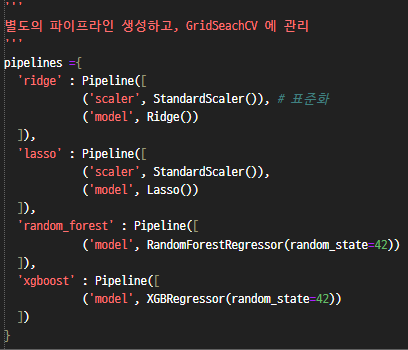 '''
별도의 파이프라인 생성하고, GridSeachCV 에 관리
'''
pipelines ={
  'ridge' : Pipeline([
          ('scaler', StandardScaler()), # 표준화
          ('model', Ridge())
  ]),
  'lasso' : Pipeline([
          ('scaler', StandardScaler()),
          ('model', Lasso())
  ]),
  'random_forest' : Pipeline([
          ('model', RandomForestRegressor(random_state=42))
  ]),
  'xgboost' : Pipeline([
          ('model', XGBRegressor(random_state=42))
  ])
}